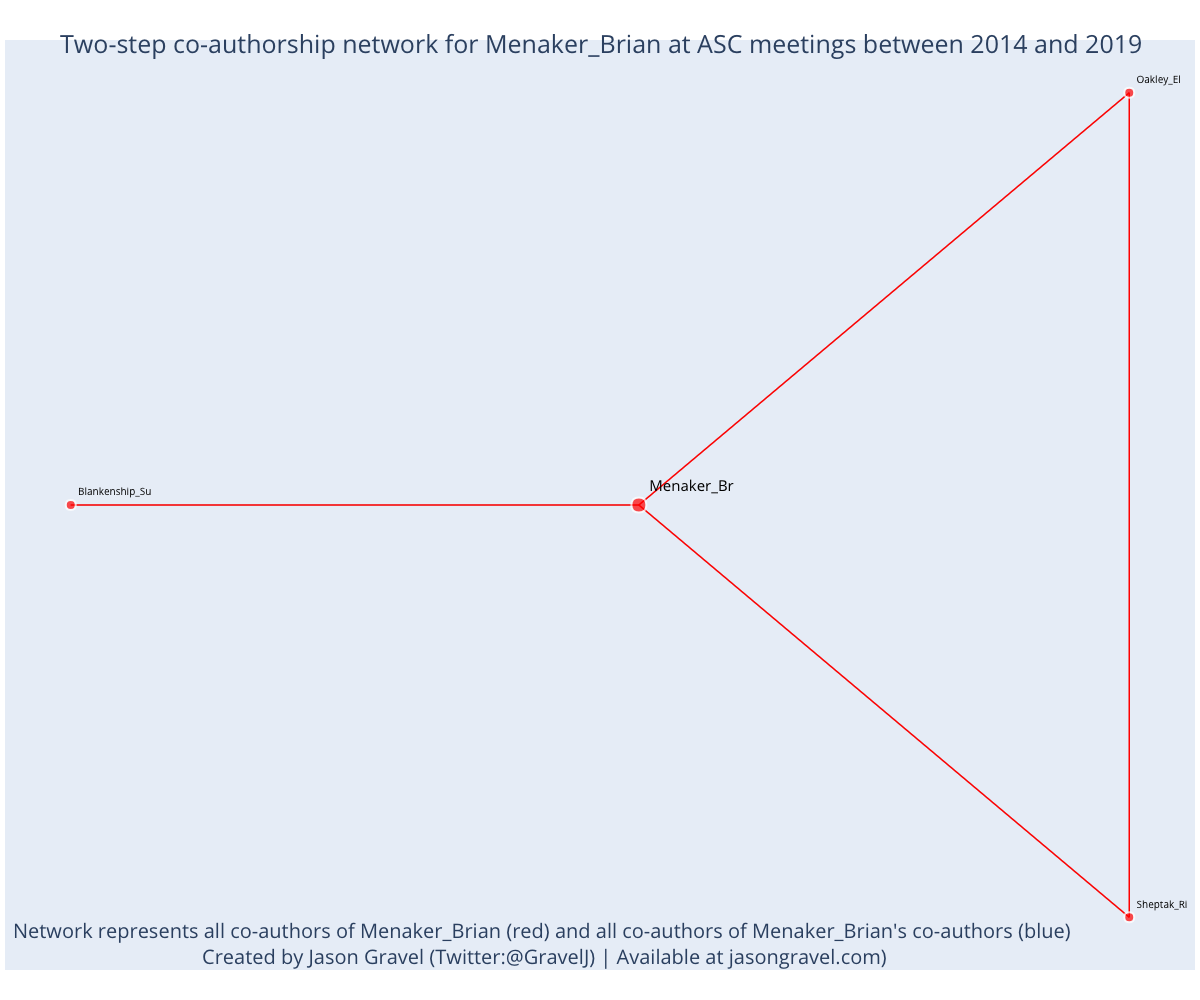 Two-step co-authorship network for Menaker_Brian at ASC meetings between 2014 and 2019
Oakley_El
Menaker_Br
Blankenship_Su
Sheptak_Ri
Network represents all co-authors of Menaker_Brian (red) and all co-authors of Menaker_Brian's co-authors (blue)
Created by Jason Gravel (Twitter:@GravelJ) | Available at jasongravel.com)